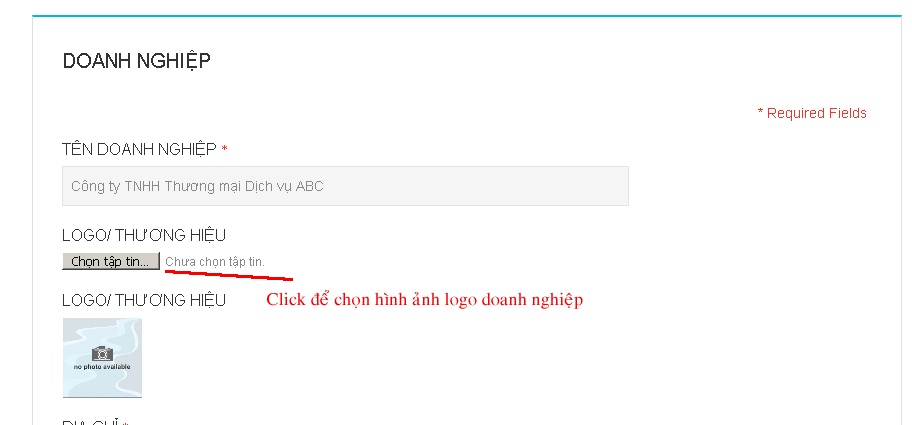 DOANH NGHIỆP
* Required Fields
TÊN DOANH NGHIỆP *
Công ty TNHH Thương mại Dịch vụ ABC
LOGO/ THƯƠNG HIỆU
Chọn tập tin... Chưa chọn tập tin.
LOGO/ THƯƠNG HIỆU Click để chọn hình ảnh logo doanh nghiệp
no photo available
ĐỊA CHỈ *